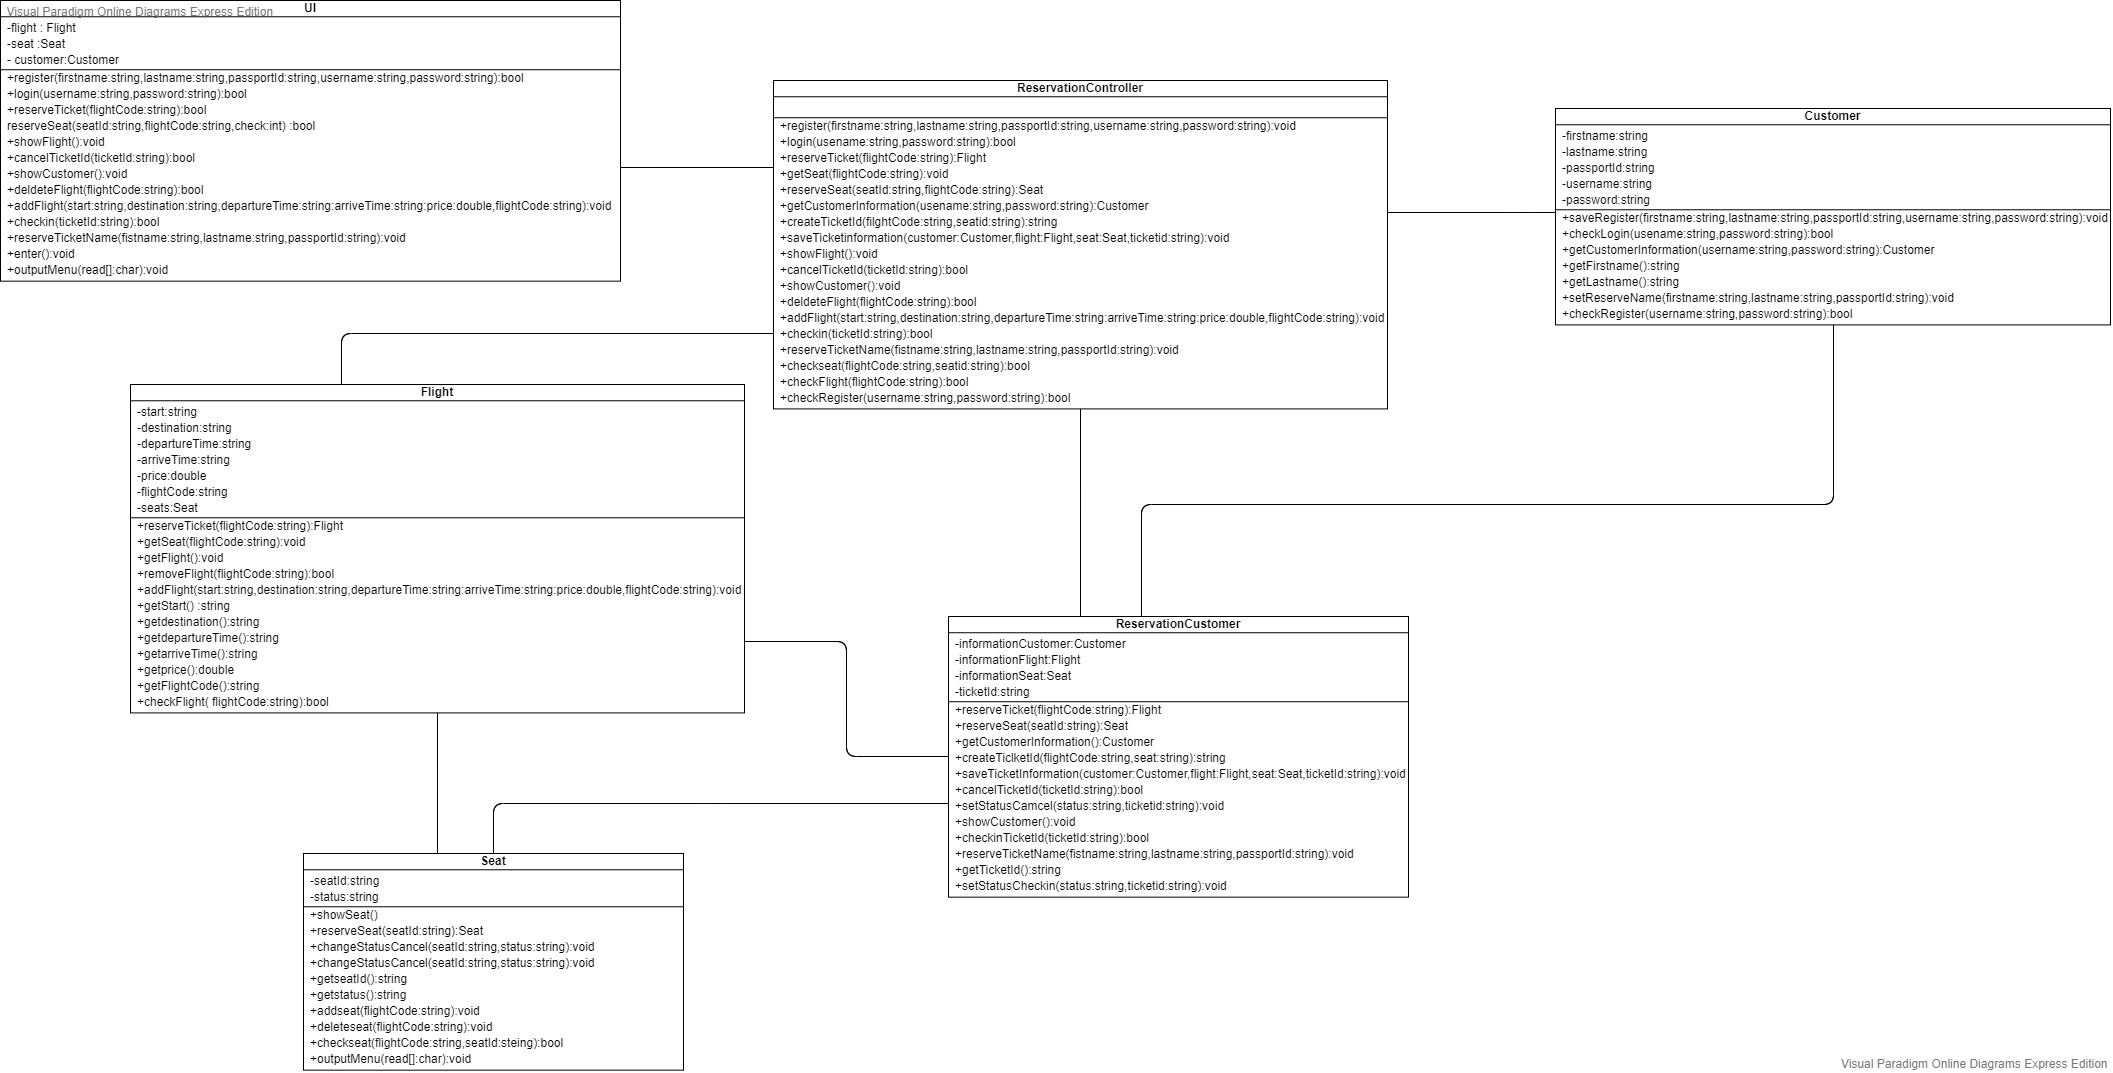 Visual Paradigm Online Diagrams Express Edition
UI
-flight : Flight
-seat :Seat
- customer:Customer
+register(firstname:string,lastname:string,passportId:string,username:string,password:string):bool
+login(username:string,password:string):bool
+reserveTicket(flightCode:string):bool
reserveSeat(seatId:string,flightCode:string,check:int) :bool
+showFlight():void
+cancelTicketId(ticketId:string):bool
+showCustomer():void
+deldeteFlight(flightCode:string):bool
+addFlight(start:string,destination:string,departureTime:string:arriveTime:string:price:double,flightCode:string):void
+checkin(ticketId:string):bool
+reserveTicketName(fistname:string,lastname:string,passportId:string):void
+enter():void
+outputMenu(read[]:char):void
ReservationController
+register(firstname:string,lastname:string,passportId:string,username:string,password:string):void
+login(usename:string,password:string):bool
+reserveTicket(flightCode:string):Flight
+getSeat(flightCode:string):void
+reserveSeat(seatId:string,flightCode:string):Seat
+getCustomerInformation(usename:string,password:string):Customer
+createTicketId(filghtCode:string,seatid:string):string
+saveTicketinformation(customer:Customer,flight:Flight,seat:Seat,ticketid:string):void
+showFlight():void
+cancelTicketId(ticketId:string):bool
+showCustomer():void
+deldeteFlight(flightCode:string):bool
+addFlight(start:string,destination:string,departureTime:string:arriveTime:string:price:double,flightCode:string):void
+checkin(ticketId:string):bool
+reserveTicketName(fistname:string,lastname:string,passportId:string):void
+checkseat(flightCode:string,seatid:string):bool
+checkFlight(flightCode:string):bool
+checkRegister(username:string,password:string):bool
Customer
-firstname:string
-lastname:string
-passportId:string
-username:string
-password:string
+saveRegister(firstname:string,lastname:string,passportId:string,username:string,password:string):void
+checkLogin(usename:string,password:string):bool
+getCustomerInformation(username:string,password:string):Customer
+getFirstname():string
+getLastname():string
+setReserveName(firstname:string,lastname:string,passportId:string):void
+checkRegister(username:string,password:string):bool
Flight
-start:string
-destination:string
-departureTime:string
-arriveTime:string
-price:double
-flightCode:string
-seats:Seat
+reserveTicket(flightCode:string):Flight
+getSeat(flightCode:string):void
+getFlight():void
+removeFlight(flightCode:string):bool
+addFlight(start:string,destination:string,departureTime:string:arriveTime:string:price:double,flightCode:string):void
+getStart() :string
+getdestination():string
+getdepartureTime():string
+getarriveTime():string
+getprice():double
+getFlightCode():string
+checkFlight( flightCode:string):bool
ReservationCustomer
-informationCustomer:Customer
-informationFlight:Flight
-informationSeat:Seat
-ticketId:string
+reserveTicket(flightCode:string):Flight
+reserveSeat(seatId:string):Seat
+getCustomerInformation():Customer
+createTiclketId(flightCode:string,seat:string):string
+saveTicketInformation(customer:Customer,flight:Flight,seat:Seat,ticketId:string):void
+cancelTicketId(ticketId:string):bool
+setStatusCamcel(status:string,ticketid:string):void
+showCustomer():void
+checkinTicketId(ticketId:string):bool
+reserveTicketName(fistname:string,lastname:string,passportId:string):void
+getTicketId():string
+setStatusCheckin(status:string,ticketid:string):void
Seat
-seatId:string
-status:string
+showSeat()
+reserveSeat(seatId:string):Seat
+changeStatusCancel(seatId:string,status:string):void
+changeStatusCancel(seatId:string,status:string):void
+getseatId():string
+getstatus():string
+addseat(flightCode:string):void
+deleteseat(flightCode:string):void
+checkseat(flightCode:string,seatId:steing):bool
+outputMenu(read[]:char):void
Visual Paradigm Online Diagrams Express Edition